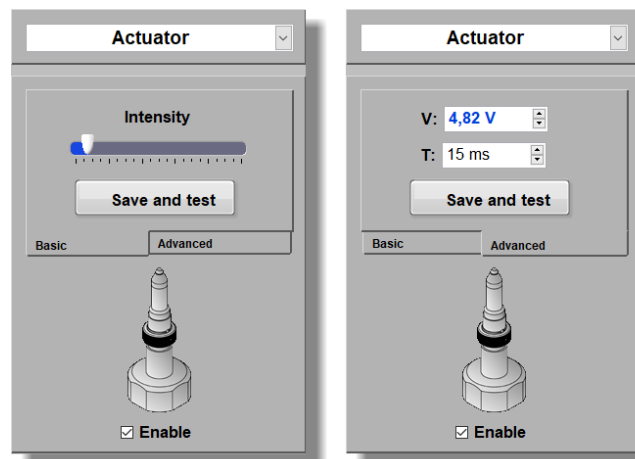 Actuator
Intensity
Save and test
Basic
Advanced
Enable
Actuator
V: 4,82 V
T: 15 ms
Save and test
Basic
Advanced
Enable